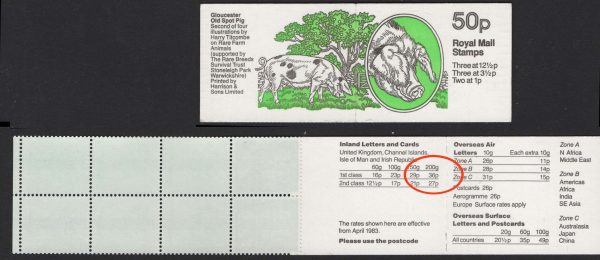 Gloucester
Old Spot Pig
Second of four
illustrations by
Harry Titcombe
on Rare Farm
Animals
(supported by
The Rare Breeds
Survival Trust
Stoneleigh Park
Warwickshire)
Printed by
Harrison &
Sons Limited
50p
Royal Mail
Stamps
Three at 12½p
Three at 3½p
Two at 1p
Inland Letters and Cards
United Kingdom, Channel Islands,
Isle of Man and Irish Republic
60g 100g 150g 200g
1st class 16p 23p 29p 36p
2nd class 12½p 17p 21p 27p
The rates shown here are effective
from April 1983.
Please use the postcode
Overseas Air
Letters 10g Each extra 10g
Zone A 26p 11p
Zone B 28p 14p
Zone C 31p 15p
Postcards 26p
Aerogramme 26p
Europe Surface rates apply
Overseas Surface
Letters and Postcards
20g 60g 100g
All countries 20½p 35p 49p
Zone A
N Africa
Middle East
Zone B
Americas
Africa
India
SE Asia
Zone C
Australasia
Japan
China